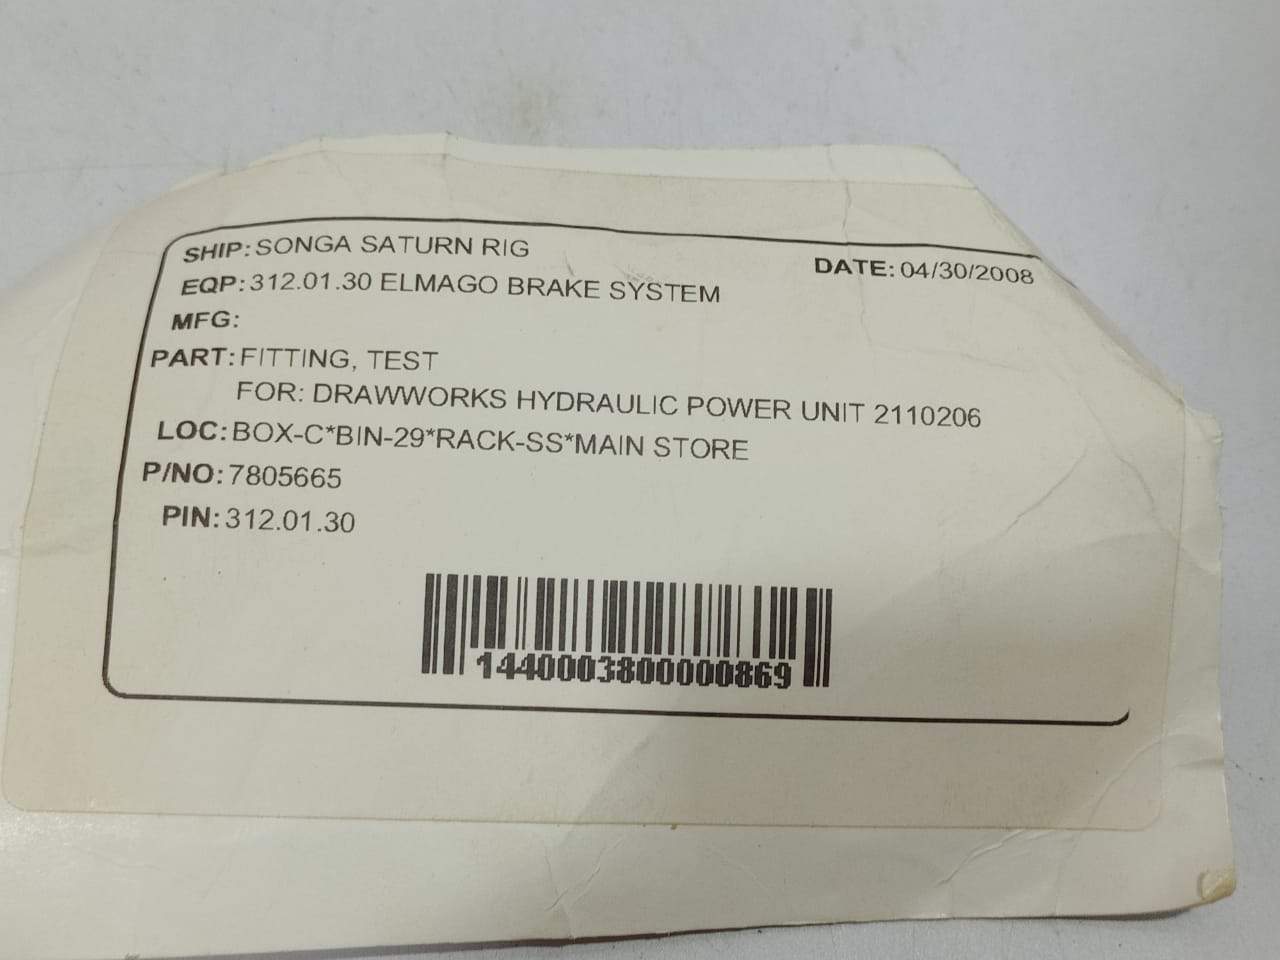 SHIP: SONGA SATURN RIG
DATE: 04/30/2008
EQP: 312.01.30 ELMAGO BRAKE SYSTEM
MFG:
PART: FITTING, TEST
FOR: DRAWWORKS HYDRAULIC POWER UNIT 2110206
LOC: BOX-C*BIN-29*RACK-SS*MAIN STORE
P/NO: 7805665
PIN: 312.01.30
1440003800000869